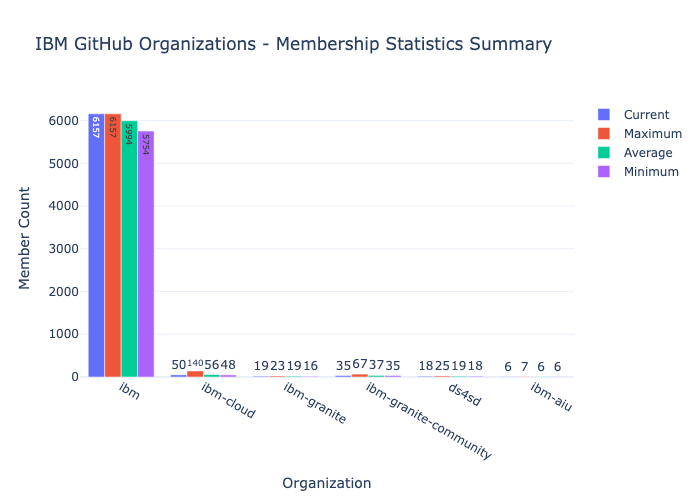 IBM GitHub Organizations - Membership Statistics Summary
Current
Maximum
Average
Minimum
Member Count
6000
5000
4000
3000
2000
1000
0
6157
6157
5994
5754
50 140 56 48
19 23 19 16
35 67 37 35
18 25 19 18
6 7 6 6
ibm
ibm-cloud
ibm-granite
ibm-granite-community
ds4sd
ibm-aiu
Organization